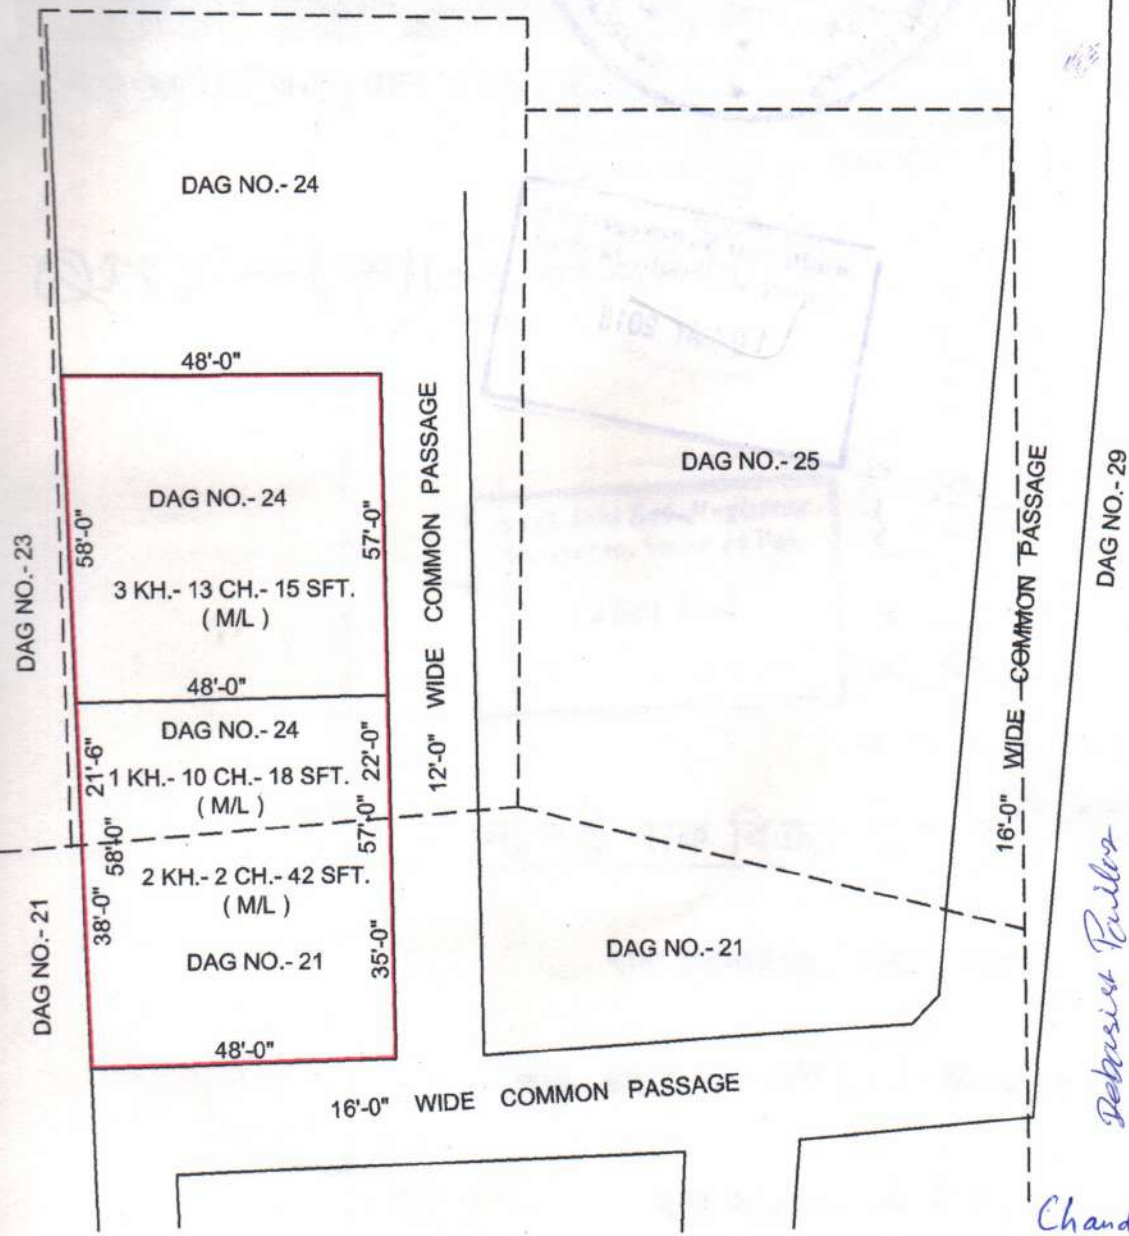 DAG NO.- 24
48'-0"
DAG NO.- 24
58'-0"
57'-0"
3 KH.- 13 CH.- 15 SFT.
( M/L )
48'-0"
DAG NO.- 24
21'-6"
22'-0"
1 KH.- 10 CH.- 18 SFT.
( M/L )
58'-0"
57'-0"
2 KH.- 2 CH.- 42 SFT.
( M/L )
38'-0"
35'-0"
DAG NO.- 21
48'-0"
DAG NO.- 23
DAG NO.- 21
12'-0" WIDE COMMON PASSAGE
DAG NO.- 25
DAG NO.- 21
16'-0" WIDE COMMON PASSAGE
DAG NO.- 29
16'-0" WIDE COMMON PASSAGE
Chand